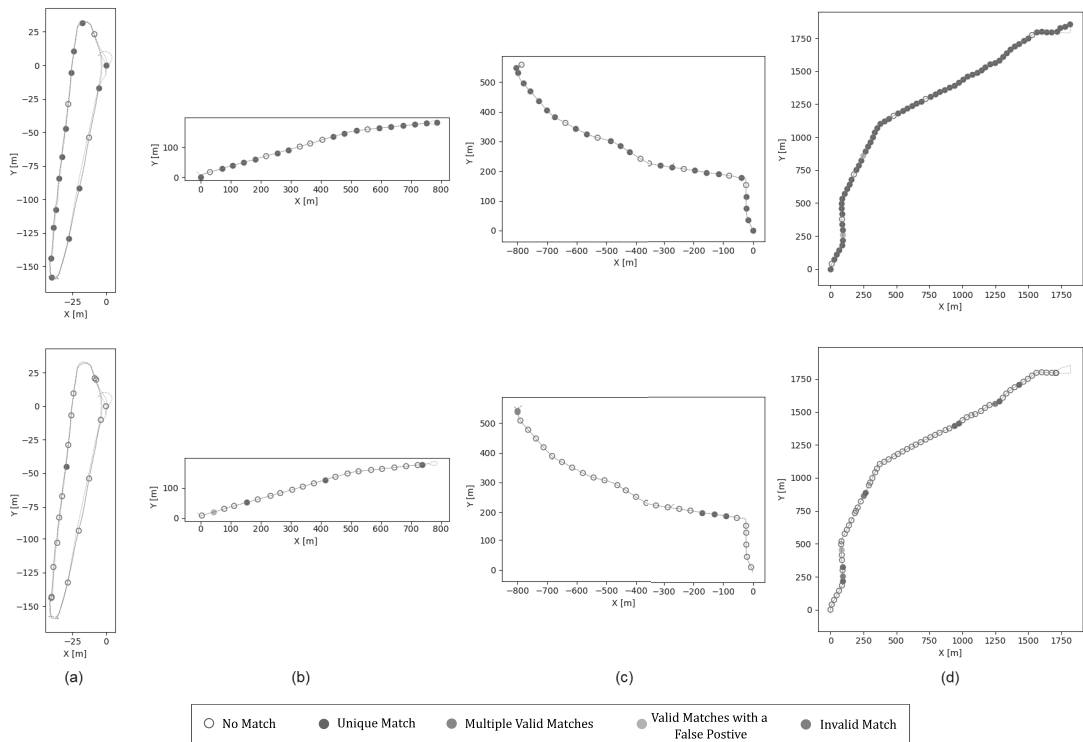 25
0
−25
−50
−75
−100
−125
−150
Y [m]
−25 0
X [m]
100
0
Y [m]
0 100 200 300 400 500 600 700 800
X [m]
500
400
300
200
100
0
Y [m]
−800 −700 −600 −500 −400 −300 −200 −100 0
X [m]
1750
1500
1250
1000
750
500
250
0
Y [m]
0 250 500 750 1000 1250 1500 1750
X [m]
25
0
−25
−50
−75
−100
−125
−150
Y [m]
−25 0
X [m]
100
0
Y [m]
0 100 200 300 400 500 600 700 800
X [m]
500
400
300
200
100
0
Y [m]
−800 −700 −600 −500 −400 −300 −200 −100 0
X [m]
1750
1500
1250
1000
750
500
250
0
Y [m]
0 250 500 750 1000 1250 1500 1750
X [m]
(a) (b) (c) (d)
No Match Unique Match Multiple Valid Matches Valid Matches with a Invalid Match
False Postive